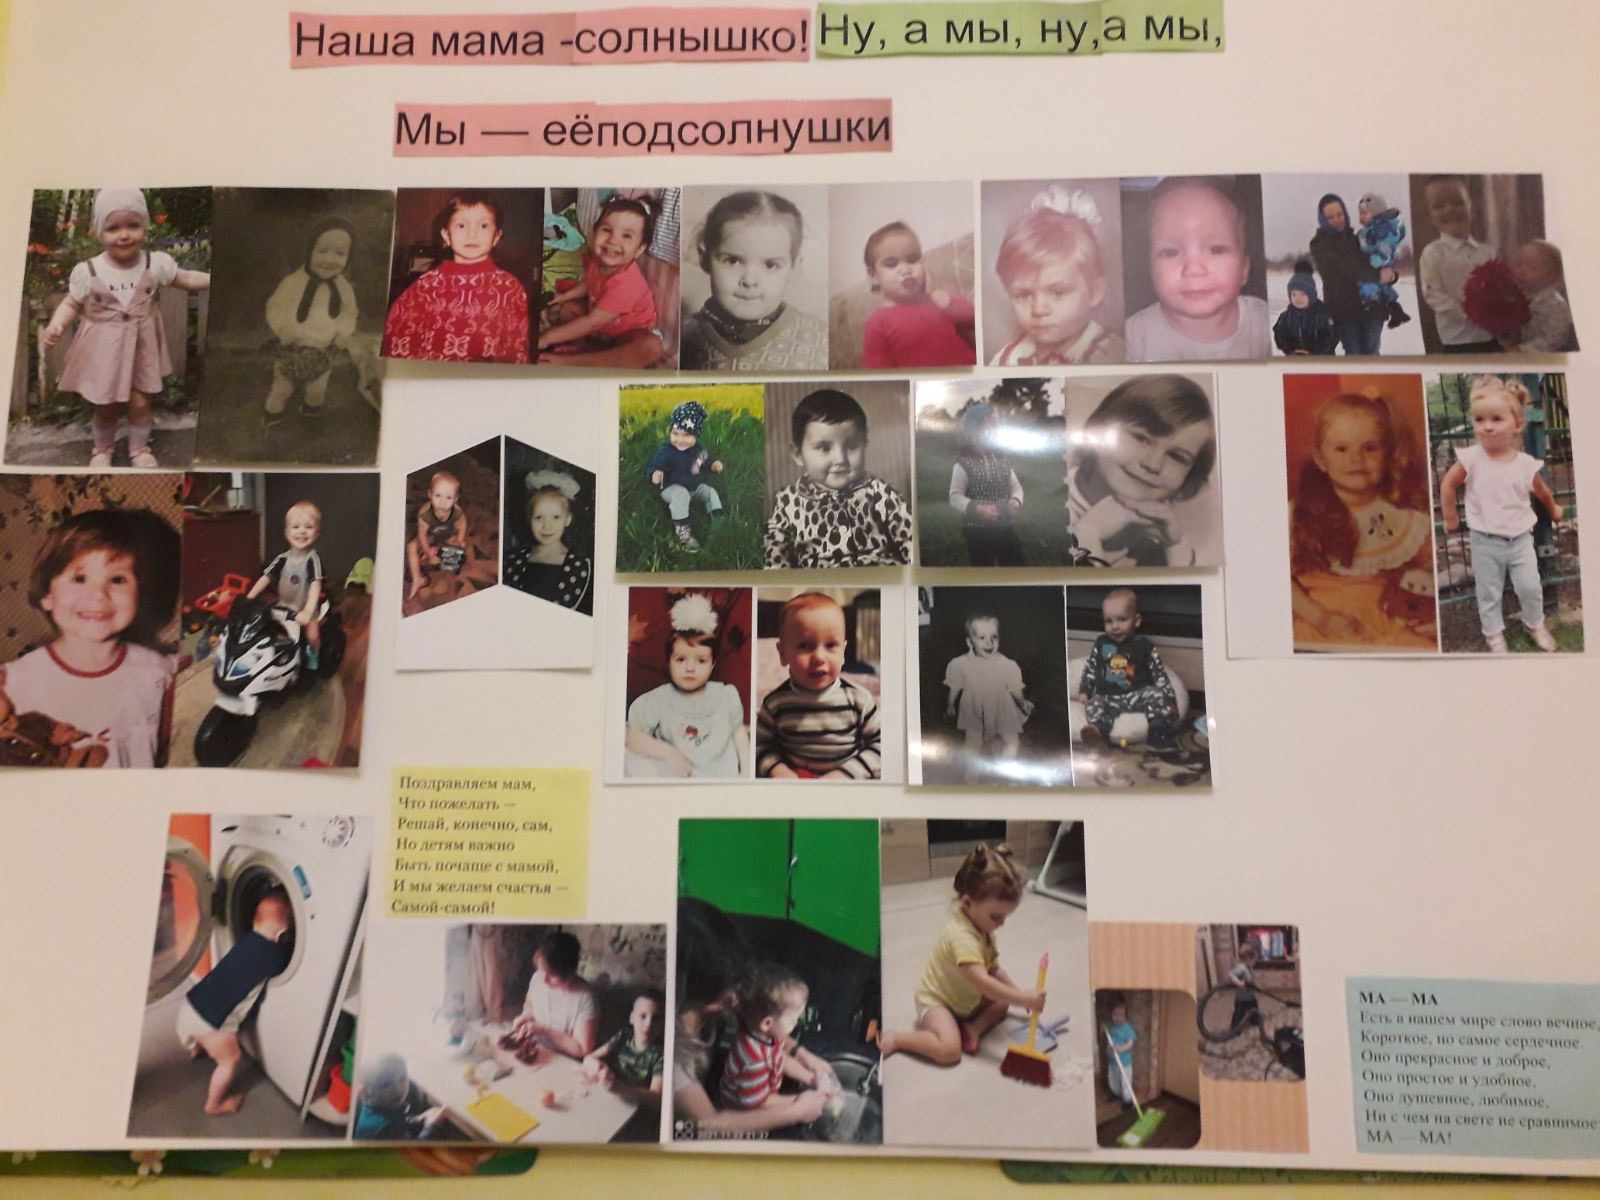 Наша мама -солнышко! Ну, а мы, ну,а мы,
Мы — еёподсолнушки
Поздравляем мам,
Что пожелать —
Решай, конечно, сам,
Но детям важно
Быть почаще с мамой,
И мы желаем счастья —
Самой-самой!
МА — МА
Есть в нашем мире слово вечное,
Короткое, но самое сердечное.
Оно прекрасное и доброе,
Оно простое и удобное,
Оно душевное, любимое,
Ни с чем на свете не сравнимое
МА — МА!